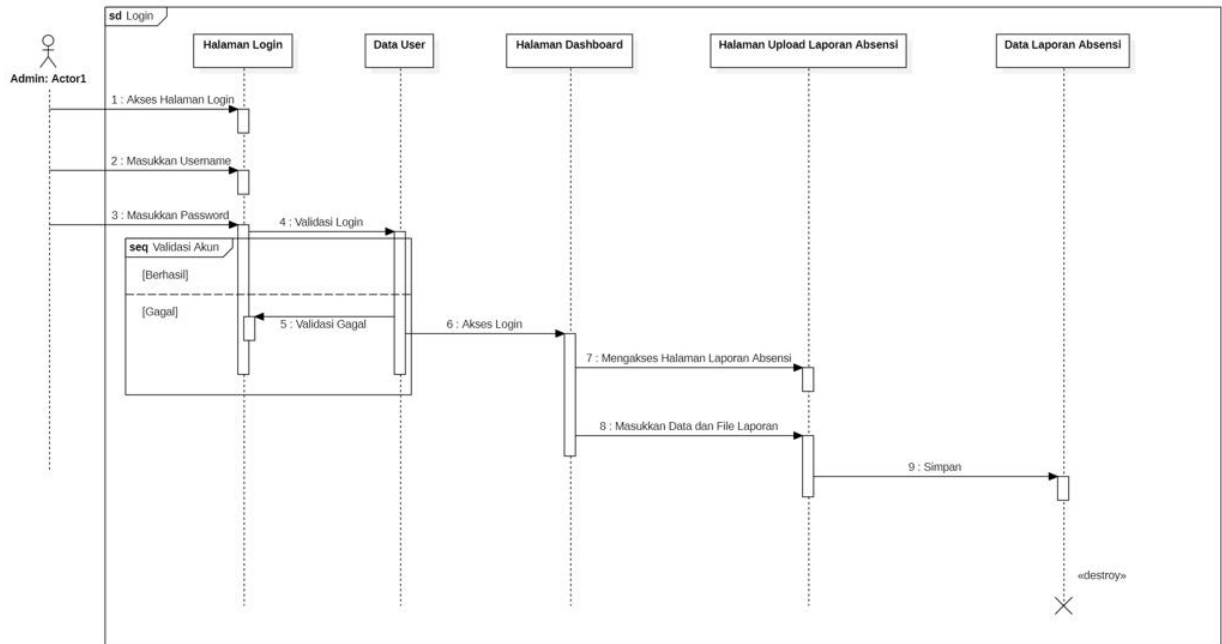 sd Login
Admin: Actor1
Halaman Login
Data User
Halaman Dashboard
Halaman Upload Laporan Absensi
Data Laporan Absensi
1 : Akses Halaman Login
2 : Masukkan Username
3 : Masukkan Password
4 : Validasi Login
seq Validasi Akun
[Berhasil]
[Gagal]
5 : Validasi Gagal
6 : Akses Login
7 : Mengakses Halaman Laporan Absensi
8 : Masukkan Data dan File Laporan
9 : Simpan
«destroy»